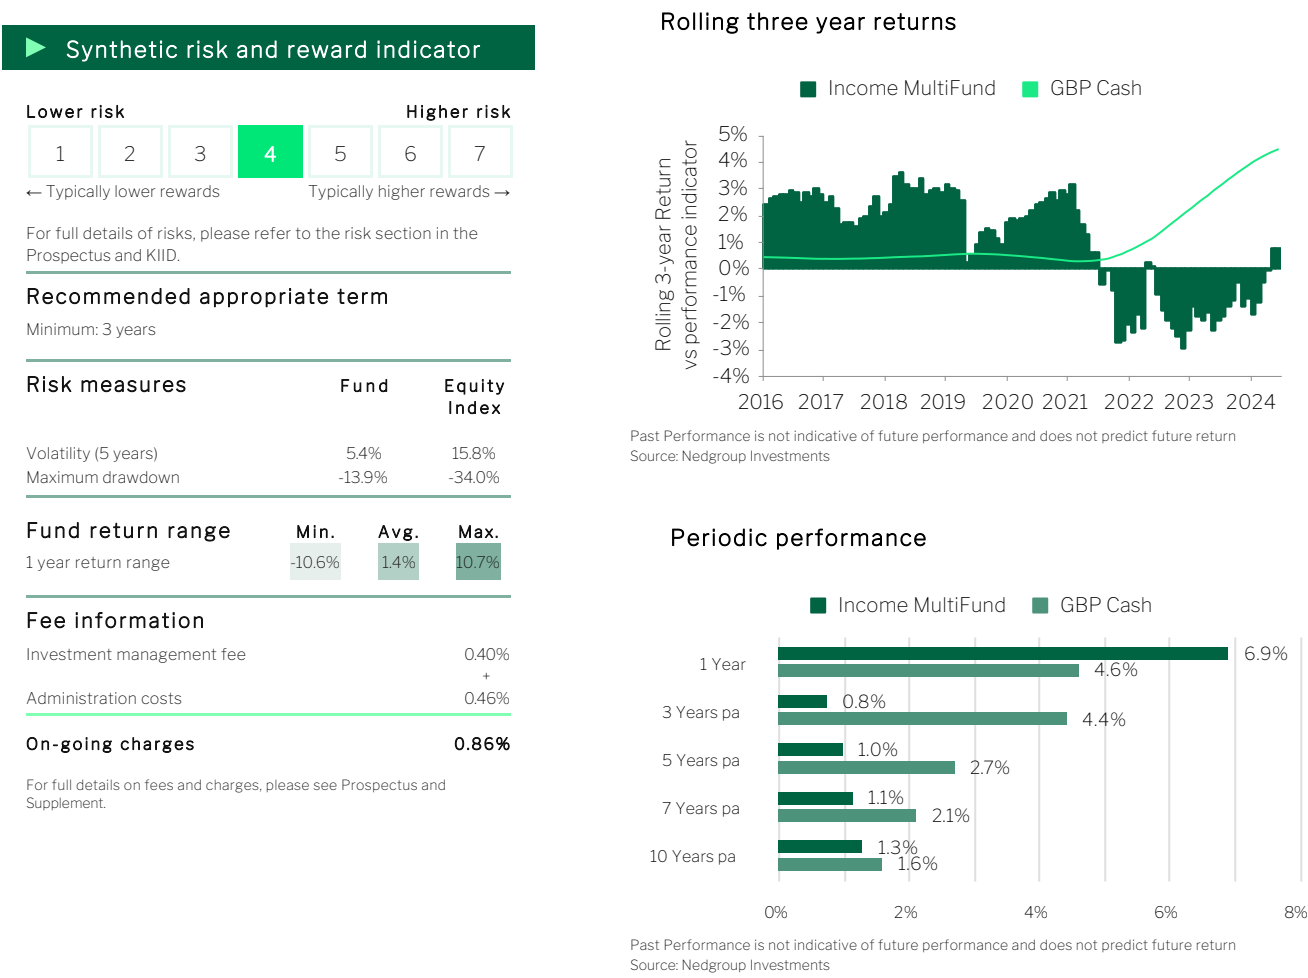 Synthetic risk and reward indicator
Lower risk Higher risk
1 2 3 4 5 6 7
← Typically lower rewards Typically higher rewards →
For full details of risks, please refer to the risk section in the
Prospectus and KIID.
Recommended appropriate term
Minimum: 3 years
Risk measures Fund Equity
Index
Volatility (5 years) 5.4% 15.8%
Maximum drawdown -13.9% -34.0%
Fund return range Min. Avg. Max.
1 year return range -10.6% 1.4% 10.7%
Fee information
Investment management fee 0.40%
+
Administration costs 0.46%
On-going charges 0.86%
For full details on fees and charges, please see Prospectus and
Supplement.
Rolling three year returns
Income MultiFund GBP Cash
Rolling 3-year Return
vs performance indicator
5%
4%
3%
2%
1%
0%
-1%
-2%
-3%
-4%
2016 2017 2018 2019 2020 2021 2022 2023 2024
Past Performance is not indicative of future performance and does not predict future return
Source: Nedgroup Investments
Periodic performance
Income MultiFund GBP Cash
1 Year 6.9%
4.6%
3 Years pa 0.8%
4.4%
5 Years pa 1.0%
2.7%
7 Years pa 1.1%
2.1%
10 Years pa 1.3%
1.6%
0% 2% 4% 6% 8%
Past Performance is not indicative of future performance and does not predict future return
Source: Nedgroup Investments